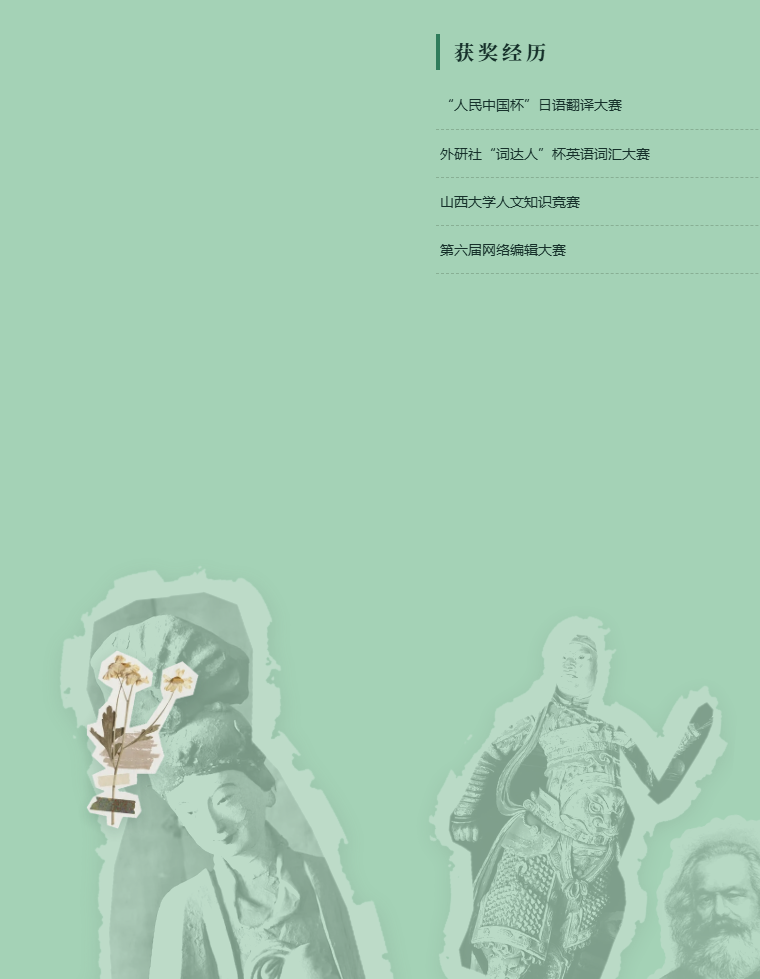 获奖经历
“人民中国杯”日语翻译大赛
外研社“词达人”杯英语词汇大赛
山西大学人文知识竞赛
第六届网络编辑大赛